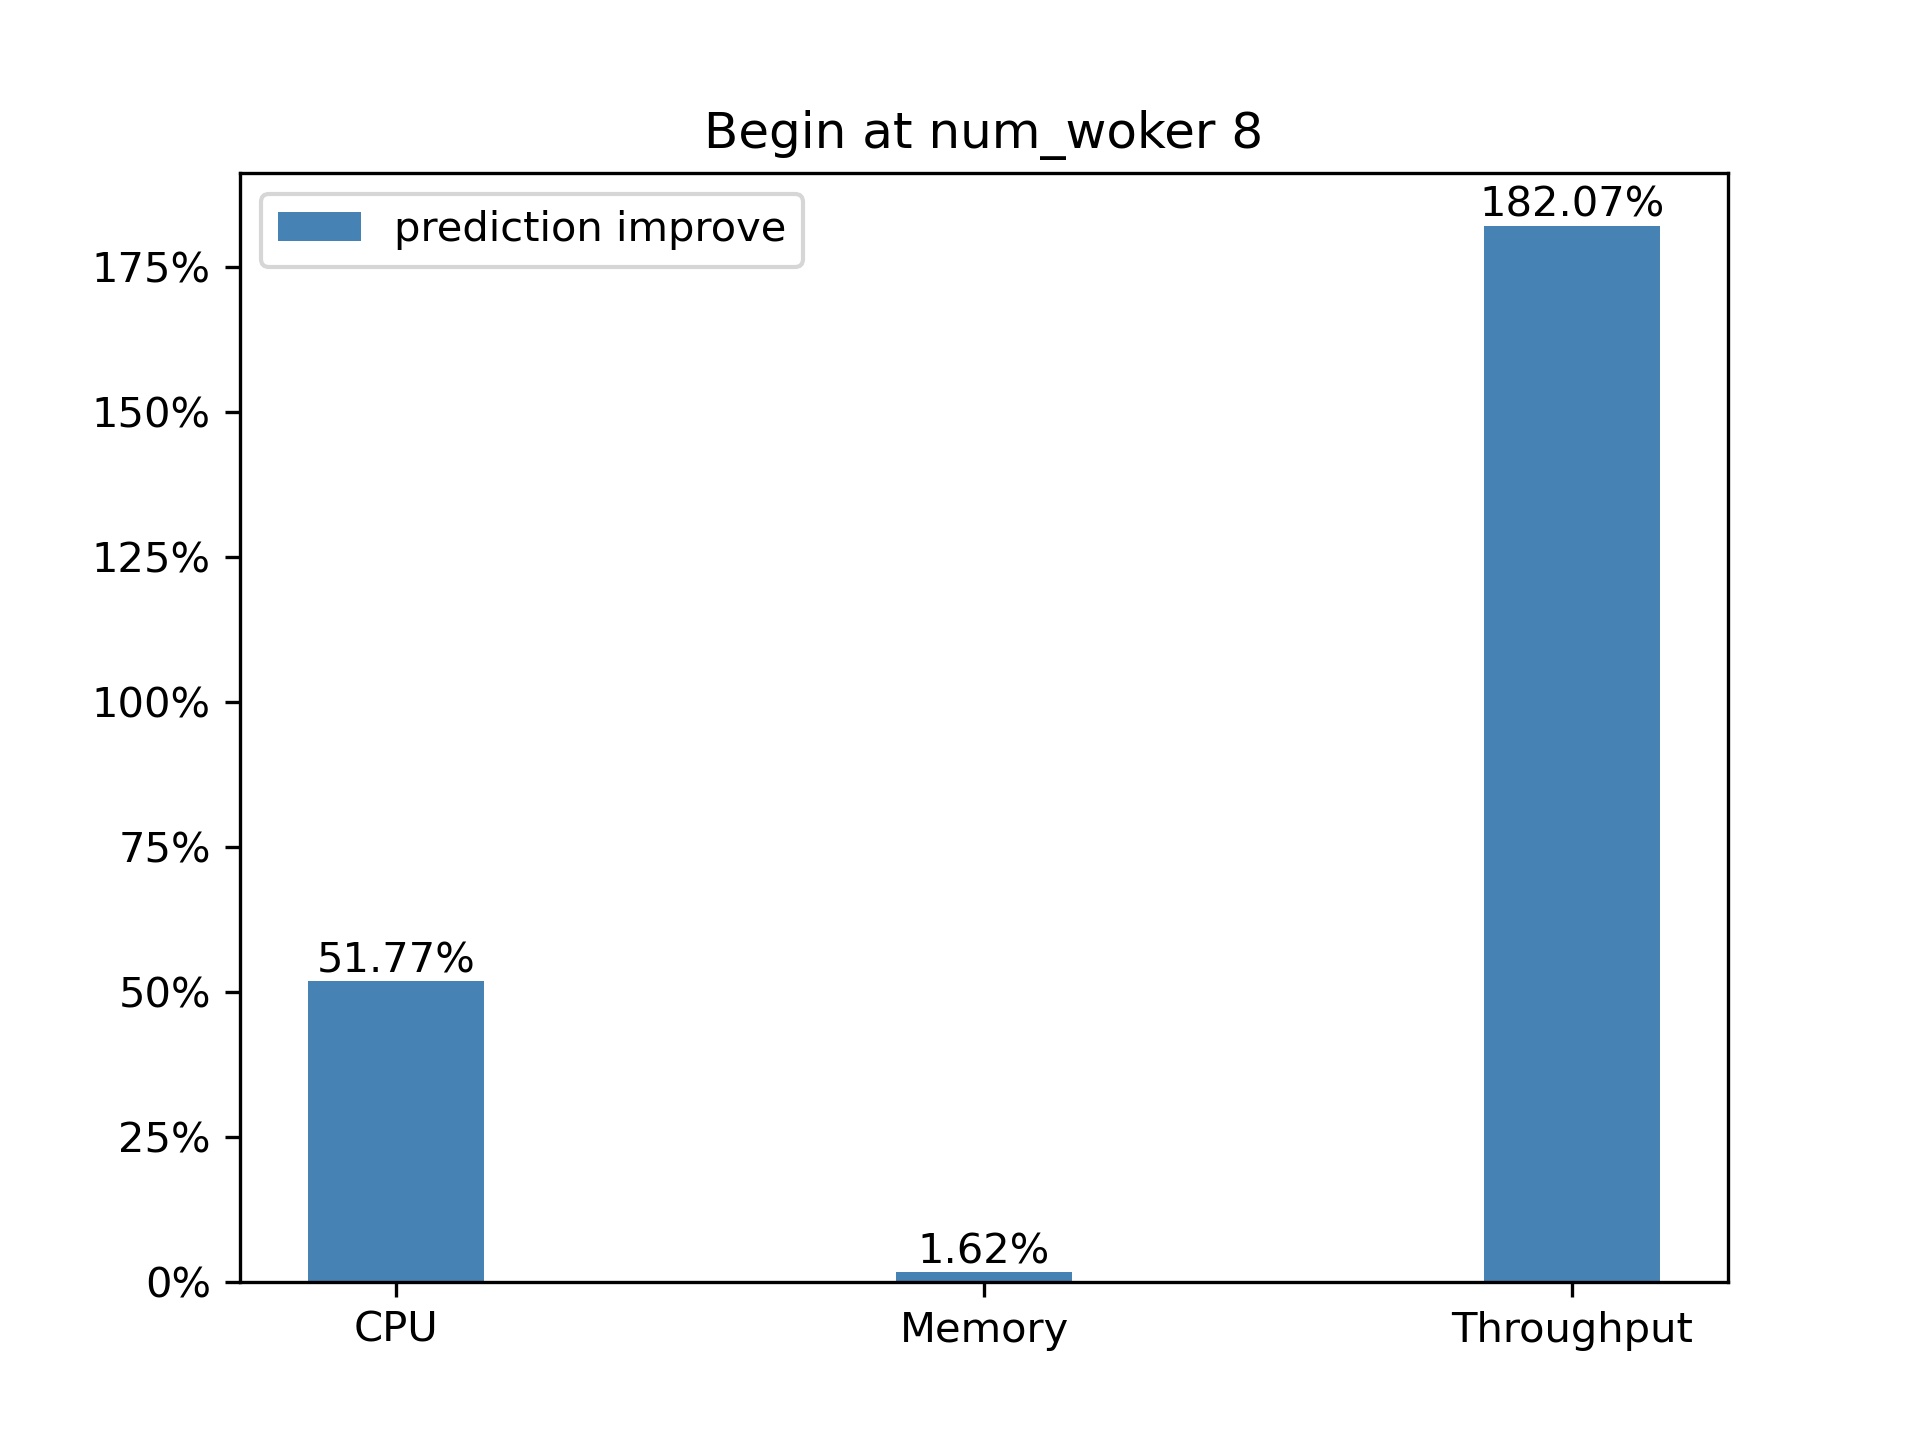 Begin at num_woker 8
prediction improve
182.07%
175%
150%
125%
100%
75%
51.77%
50%
25%
1.62%
0%
CPU
Memory
Throughput